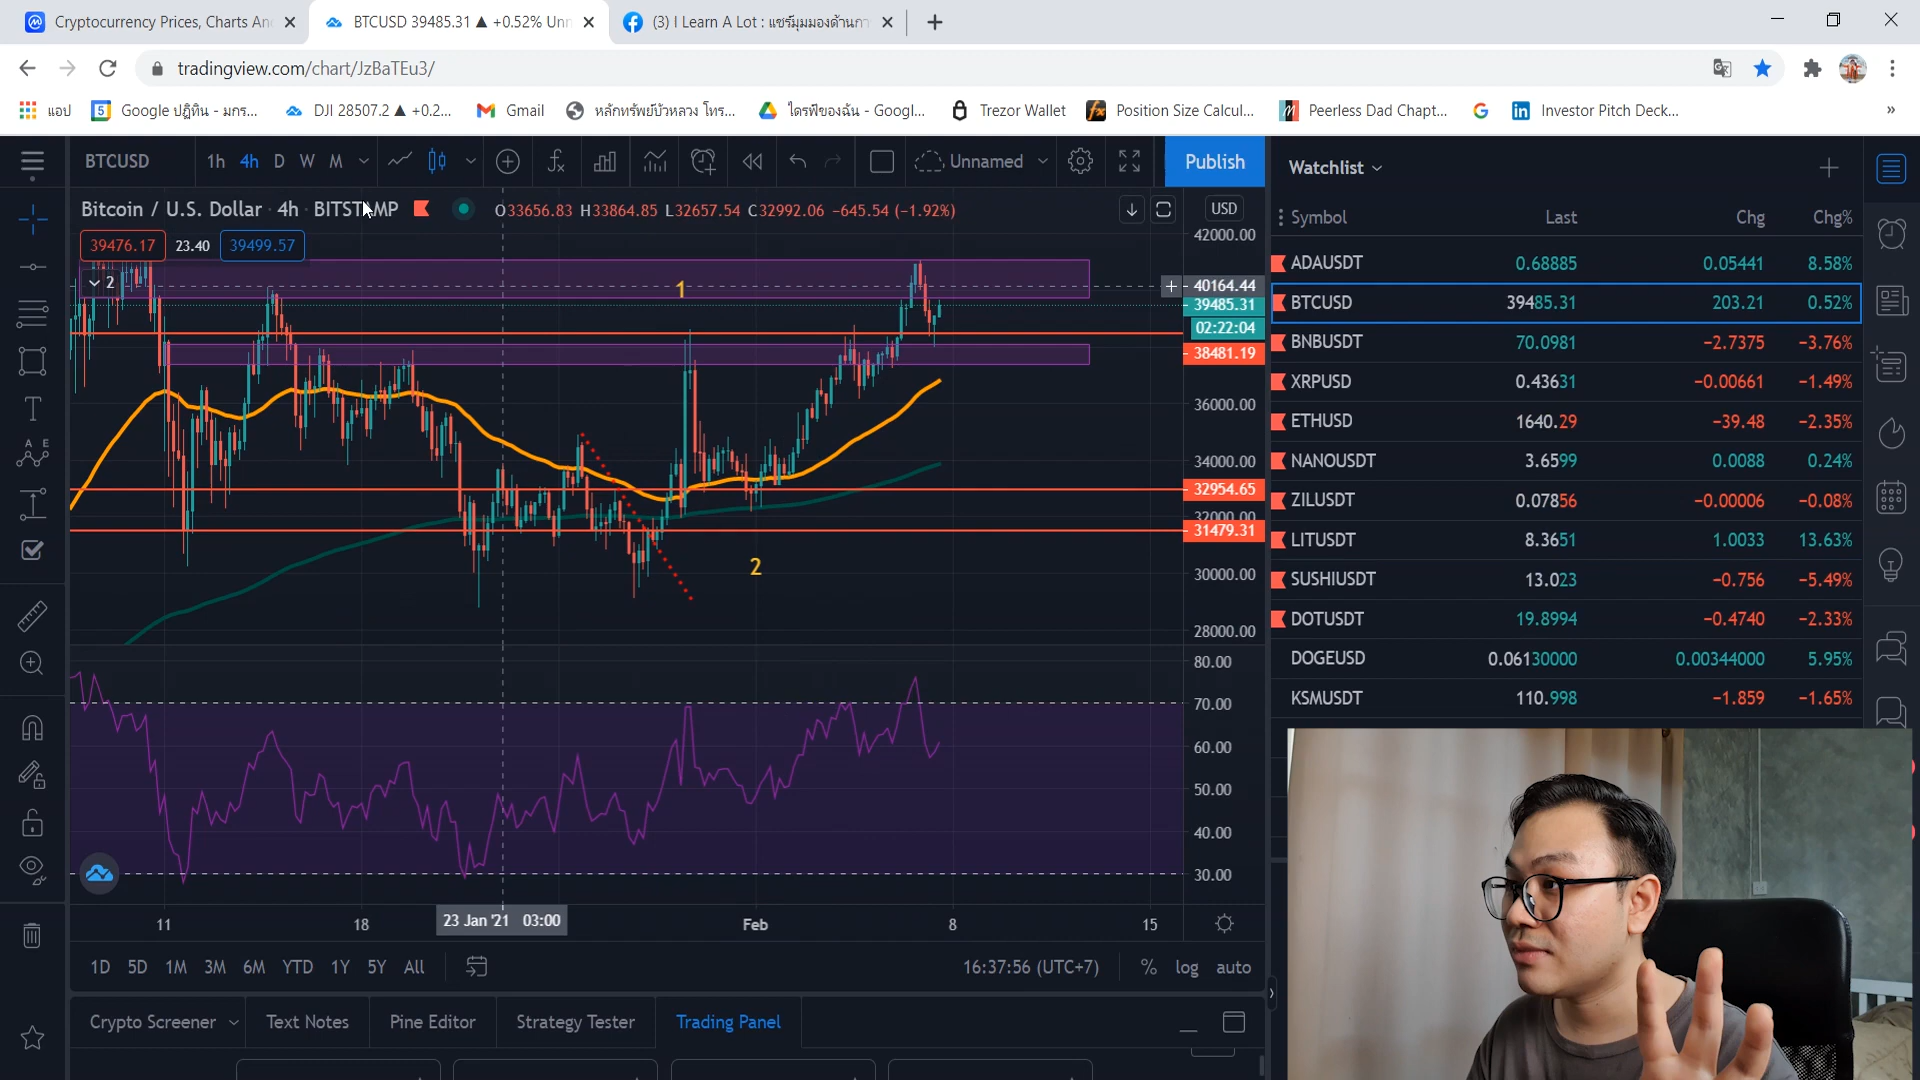 Cryptocurrency Prices, Charts An
BTCUSD 39485.31 ▲ +0.52% Unn
(3) I Learn A Lot : แชร์มุมมองด้านกา
tradingview.com/chart/JzBaTEu3/
แอป
Google ปฏิทิน - มกร...
DJI 28507.2 ▲ +0.2...
Gmail
หลักทรัพย์บัวหลวง โทร...
ไดรฟ์ของฉัน - Googl...
Trezor Wallet
Position Size Calcul...
Peerless Dad Chapt...
Investor Pitch Deck...
»
BTCUSD
1h 4h D W M
Unnamed
Publish
Watchlist
Bitcoin / U.S. Dollar · 4h · BITSTAMP
O33656.83 H33864.85 L32657.54 C32992.06 −645.54 (−1.92%)
USD
39476.17 23.40 39499.57
2
1
2
42000.00
40164.44
39485.31
02:22:04
38481.19
36000.00
34000.00
32954.65
32000.00
31479.31
30000.00
28000.00
80.00
70.00
60.00
50.00
40.00
30.00
11 18 23 Jan '21 03:00 Feb 8 15
1D 5D 1M 3M 6M YTD 1Y 5Y All
16:37:56 (UTC+7) % log auto
Crypto Screener Text Notes Pine Editor Strategy Tester Trading Panel
Symbol Last Chg Chg%
ADAUSDT 0.68885 0.05441 8.58%
BTCUSD 39485.31 203.21 0.52%
BNBUSDT 70.0981 −2.7375 −3.76%
XRPUSD 0.43631 −0.00661 −1.49%
ETHUSD 1640.29 −39.48 −2.35%
NANOUSDT 3.6599 0.0088 0.24%
ZILUSDT 0.07856 −0.00006 −0.08%
LITUSDT 8.3651 1.0033 13.63%
SUSHIUSDT 13.023 −0.756 −5.49%
DOTUSDT 19.8994 −0.4740 −2.33%
DOGEUSD 0.06130000 0.00344000 5.95%
KSMUSDT 110.998 −1.859 −1.65%